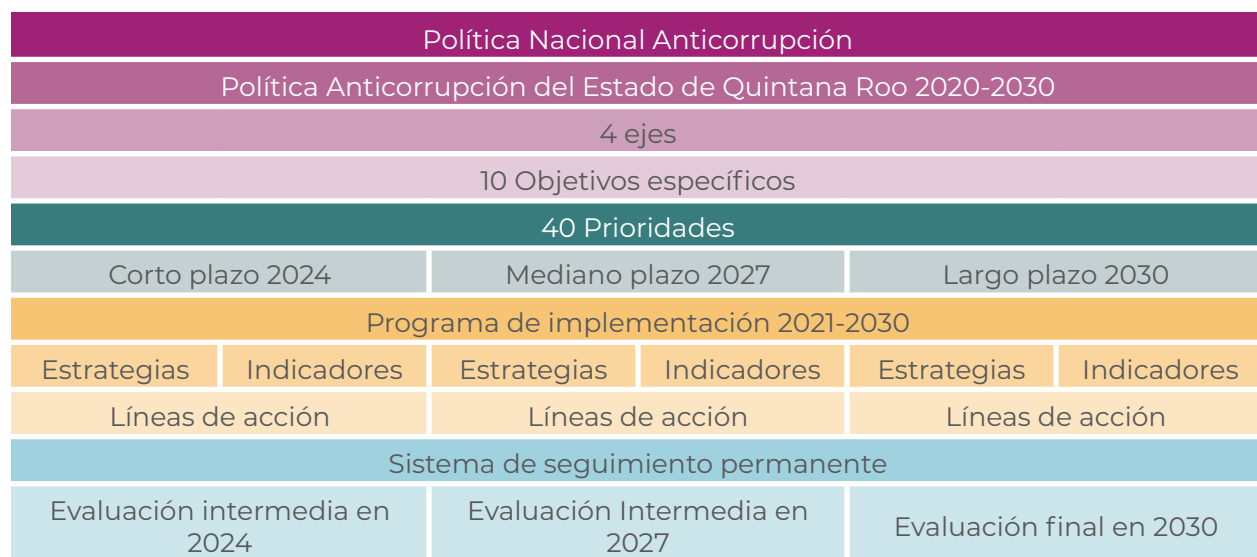 Política Nacional Anticorrupción
Política Anticorrupción del Estado de Quintana Roo 2020-2030
4 ejes
10 Objetivos específicos
40 Prioridades
Corto plazo 2024
Mediano plazo 2027
Largo plazo 2030
Programa de implementación 2021-2030
Estrategias
Indicadores
Estrategias
Indicadores
Estrategias
Indicadores
Líneas de acción
Líneas de acción
Líneas de acción
Sistema de seguimiento permanente
Evaluación intermedia en
2024
Evaluación Intermedia en
2027
Evaluación final en 2030